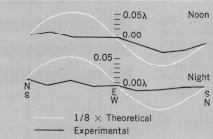 0.05λ
Noon
0.00
0.05
Night
0.00λ
N
S
E
W
S
N
1/8 × Theoretical
Experimental